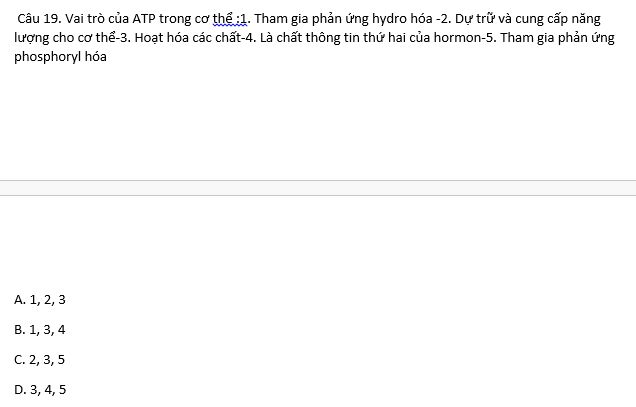 Câu 19. Vai trò của ATP trong cơ thể :1. Tham gia phản ứng hydro hóa -2. Dự trữ và cung cấp năng
lượng cho cơ thể-3. Hoạt hóa các chất-4. Là chất thông tin thứ hai của hormon-5. Tham gia phản ứng
phosphoryl hóa
A. 1, 2, 3
B. 1, 3, 4
C. 2, 3, 5
D. 3, 4, 5